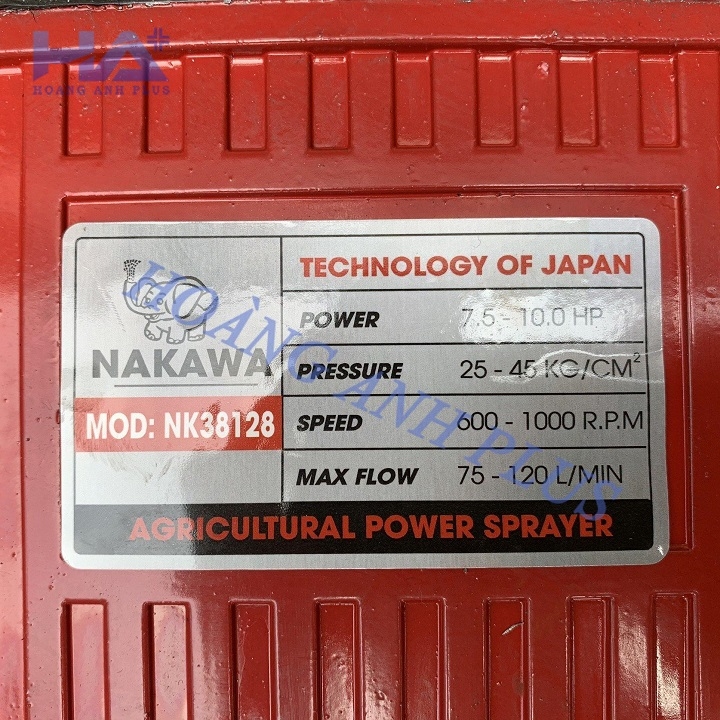 HA+
HOANG ANH PLUS
TECHNOLOGY OF JAPAN
NAKAWA
MOD: NK38128
POWER 7.5 - 10.0 HP
PRESSURE 25 - 45 KG/CM²
SPEED 600 - 1000 R.P.M
MAX FLOW 75 - 120 L/MIN
AGRICULTURAL POWER SPRAYER
HOÀNG ANH PLUS